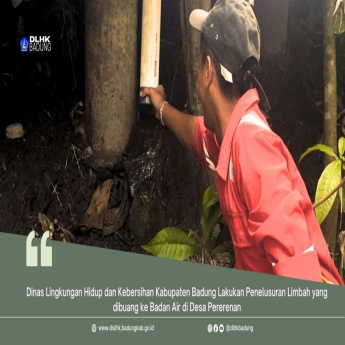 DLHK
BADUNG
Dinas Lingkungan Hidup dan Kebersihan Kabupaten Badung Lakukan Penelusuran Limbah yang
dibuang ke Badan Air di Desa Pererenan
www.dislhk.badungkab.go.id
@dlhkbadung